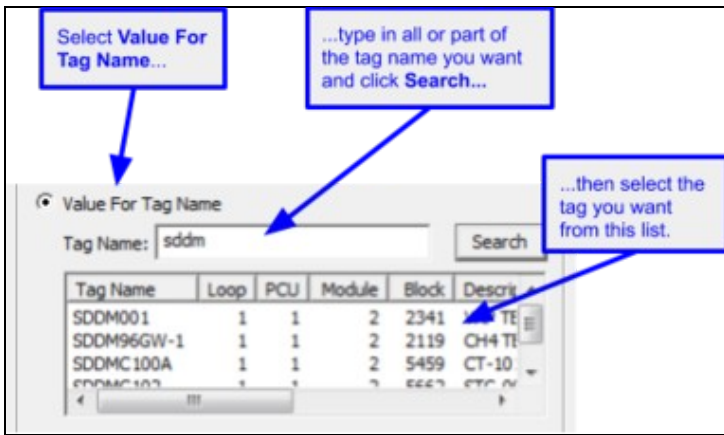 Select Value For
Tag Name...
...type in all or part of
the tag name you want
and click Search...
...then select the
tag you want
from this list.
Value For Tag Name
Tag Name: sddm Search
Tag Name Loop PCU Module Block
SDDM001 1 1 2 2341 TE
SDDM96GW-1 1 1 2 2119 CH4 TE
SDDMC100A 1 1 2 5459 CT-10